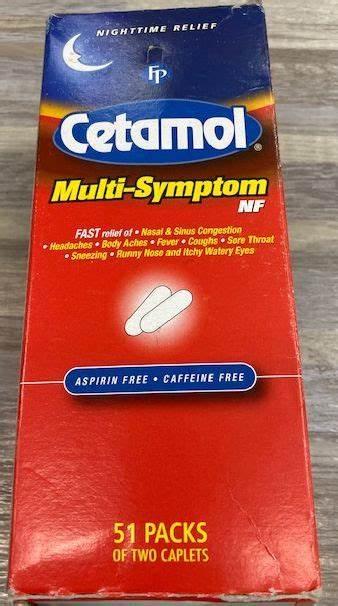 NIGHTTIME RELIEF
FP
Cetamol®
Multi-Symptom
NF
FAST relief of • Nasal & Sinus Congestion
• Headaches • Body Aches • Fever • Coughs • Sore Throat
• Sneezing • Runny Nose and Itchy Watery Eyes
ASPIRIN FREE • CAFFEINE FREE
51 PACKS
OF TWO CAPLETS